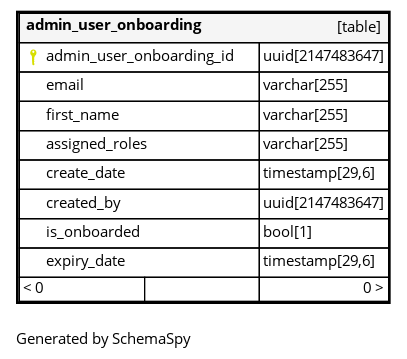 admin_user_onboarding [table]
admin_user_onboarding_id uuid[2147483647]
email varchar[255]
first_name varchar[255]
assigned_roles varchar[255]
create_date timestamp[29,6]
created_by uuid[2147483647]
is_onboarded bool[1]
expiry_date timestamp[29,6]
< 0 0 >
Generated by SchemaSpy